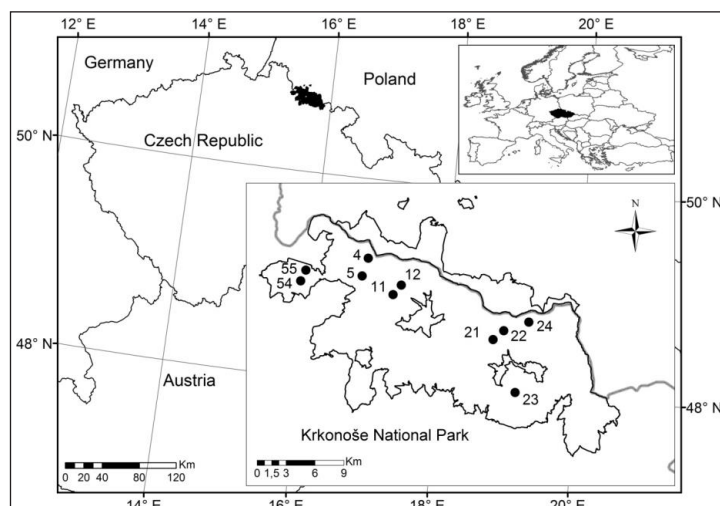 12° E 14° E 16° E 18° E 20° E
Germany
Poland
50° N
Czech Republic
50° N
N
4
55
5
12
54
11
24
22
21
23
48° N
48° N
Austria
Krkonoše National Park
Km
0 20 40 80 120
Km
0 1,5 3 6 9
14° E 16° E 18° E 20° E